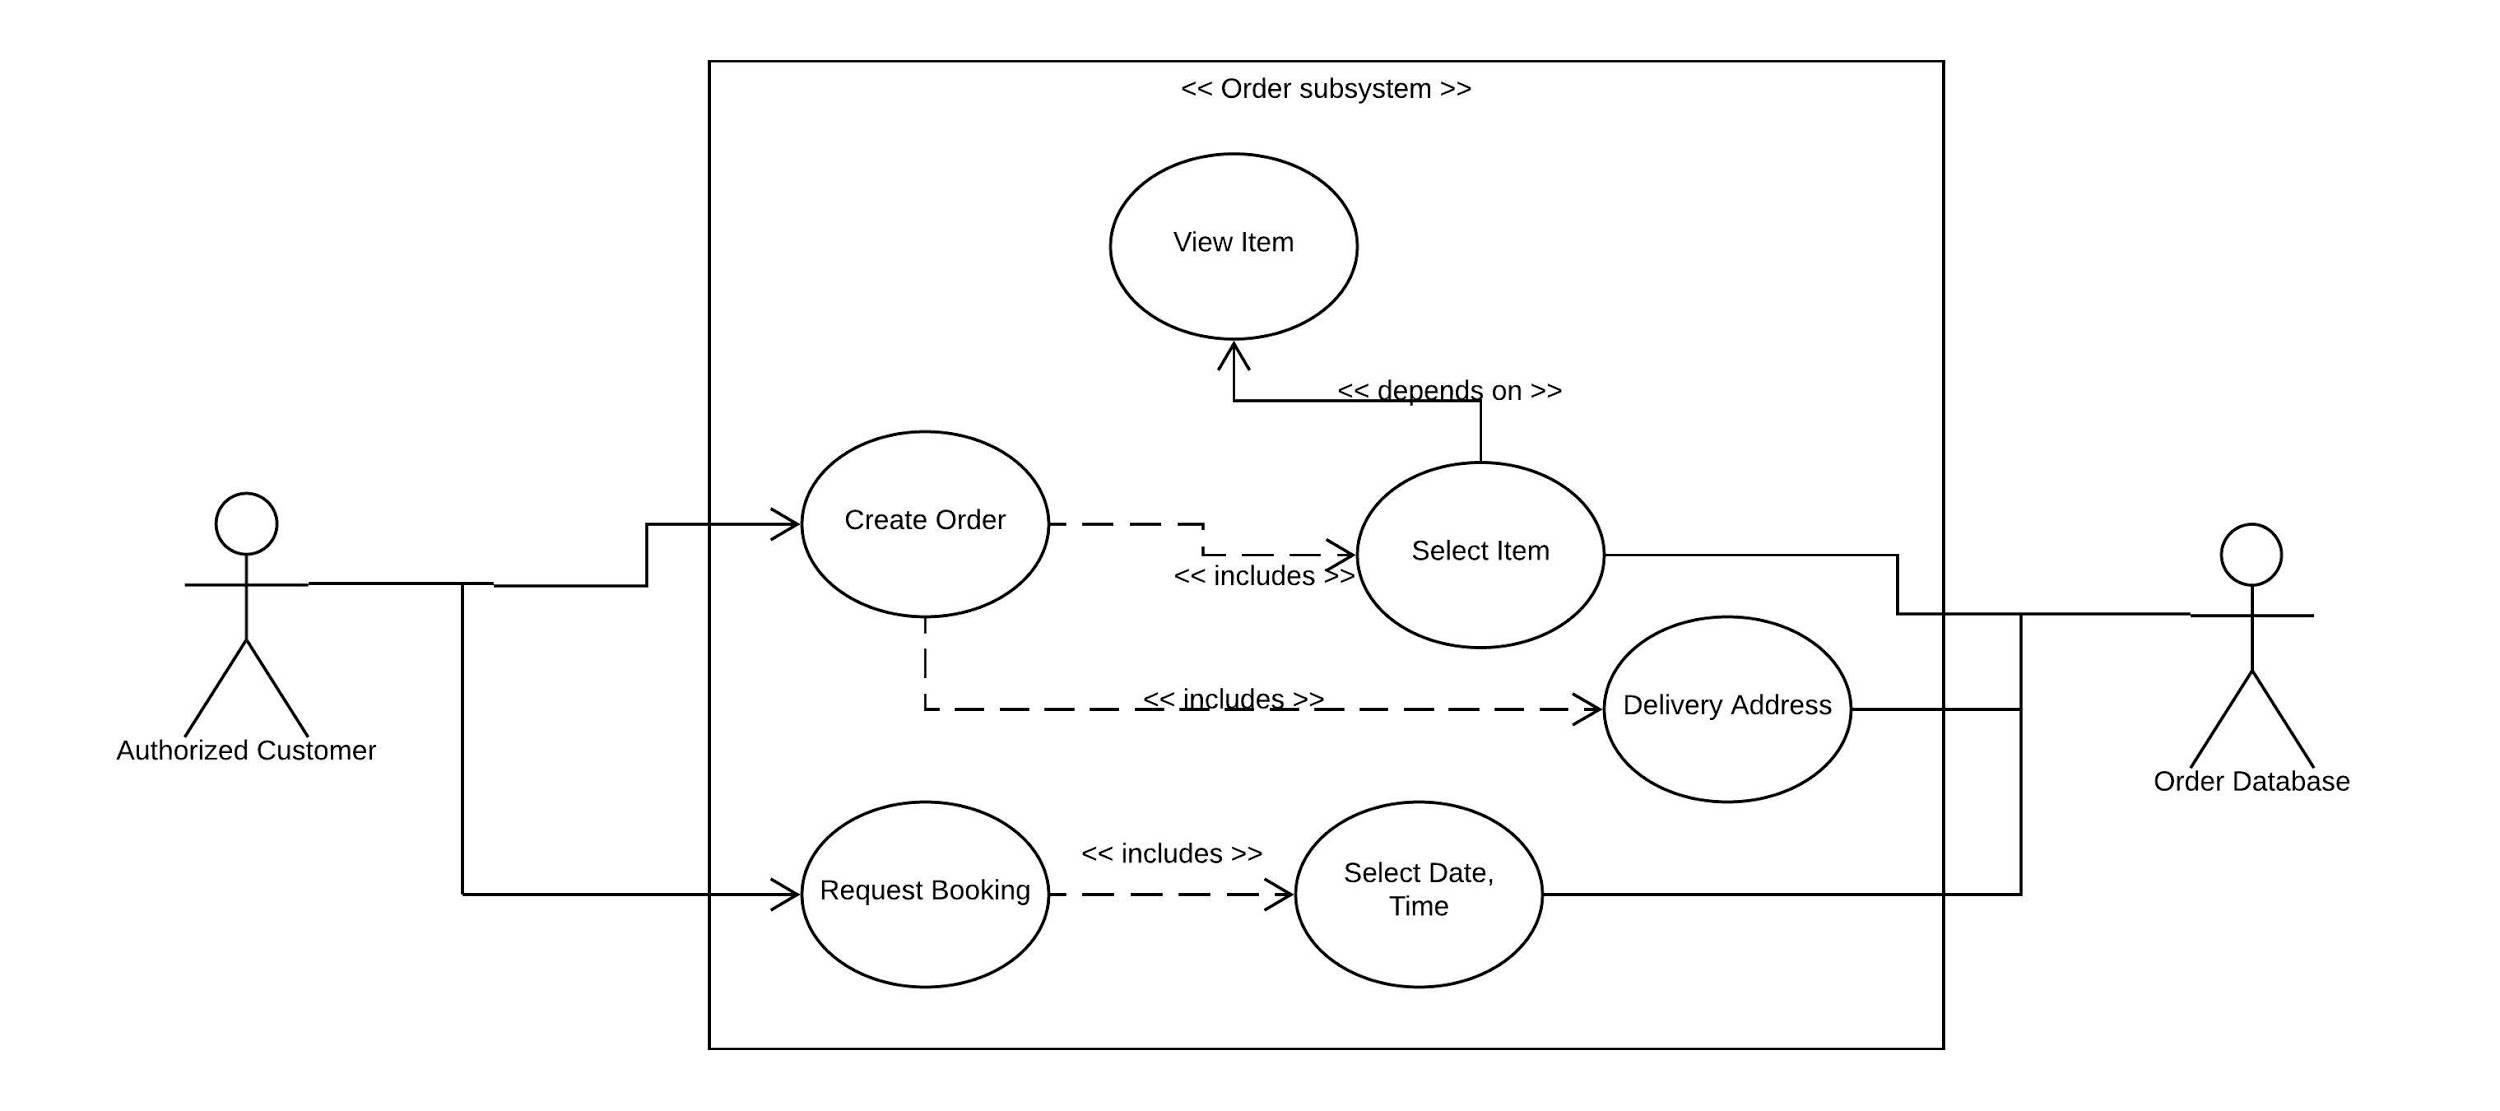 << Order subsystem >>
View Item
<< depends on >>
Create Order
Select Item
<< includes >>
<< includes >>
Delivery Address
Authorized Customer
Order Database
<< includes >>
Request Booking
Select Date,
Time